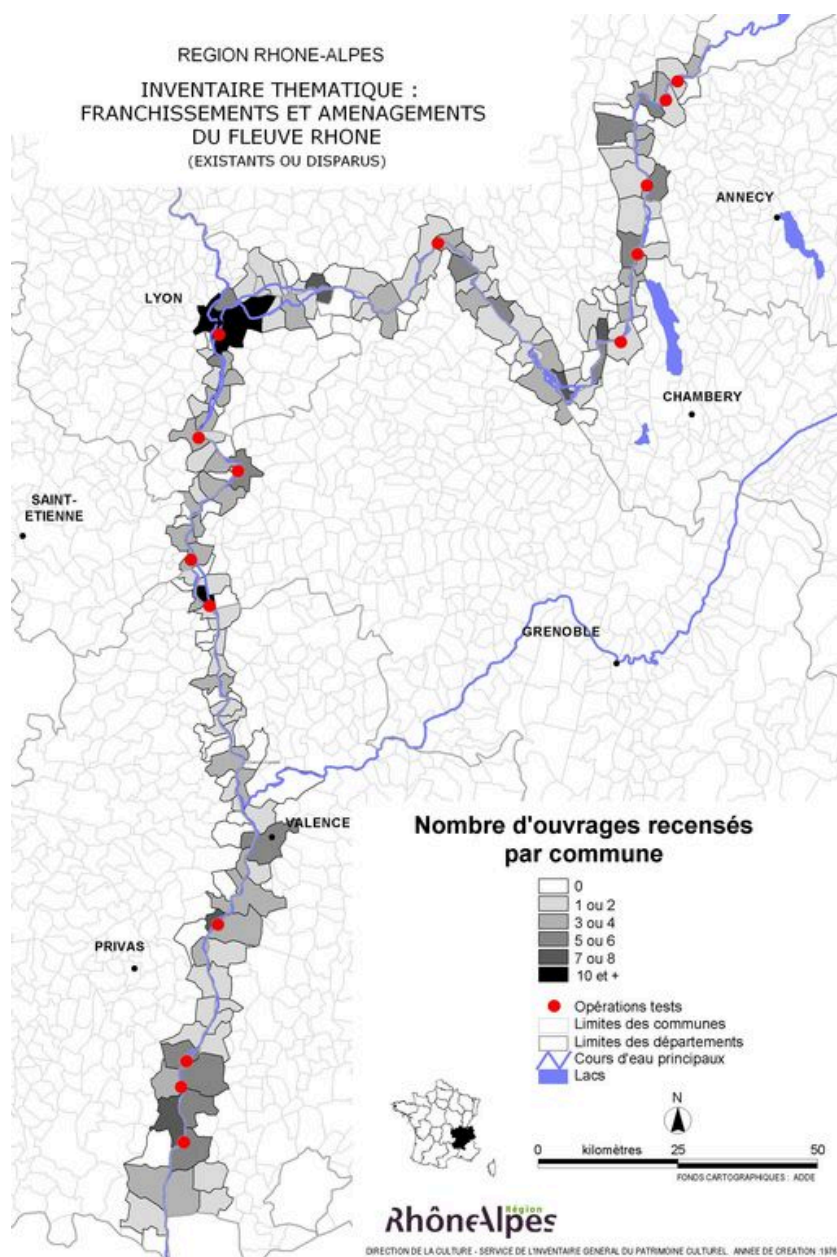 REGION RHONE-ALPES
INVENTAIRE THEMATIQUE :
FRANCHISSEMENTS ET AMENAGEMENTS
DU FLEUVE RHONE
(EXISTANTS OU DISPARUS)
ANNECY
LYON
CHAMBERY
SAINT-
ETIENNE
GRENOBLE
VALENCE
PRIVAS
Nombre d'ouvrages recensés
par commune
0
1 ou 2
3 ou 4
5 ou 6
7 ou 8
10 et +
Opérations tests
Limites des communes
Limites des départements
Cours d'eau principaux
Lacs
N
0 kilomètres 25 50
FONDS CARTOGRAPHIQUES : ADDE
Région
RhôneAlpes
DIRECTION DE LA CULTURE - SERVICE DE L'INVENTAIRE GENERAL DU PATRIMOINE CULTUREL ANNEE DE CREATION